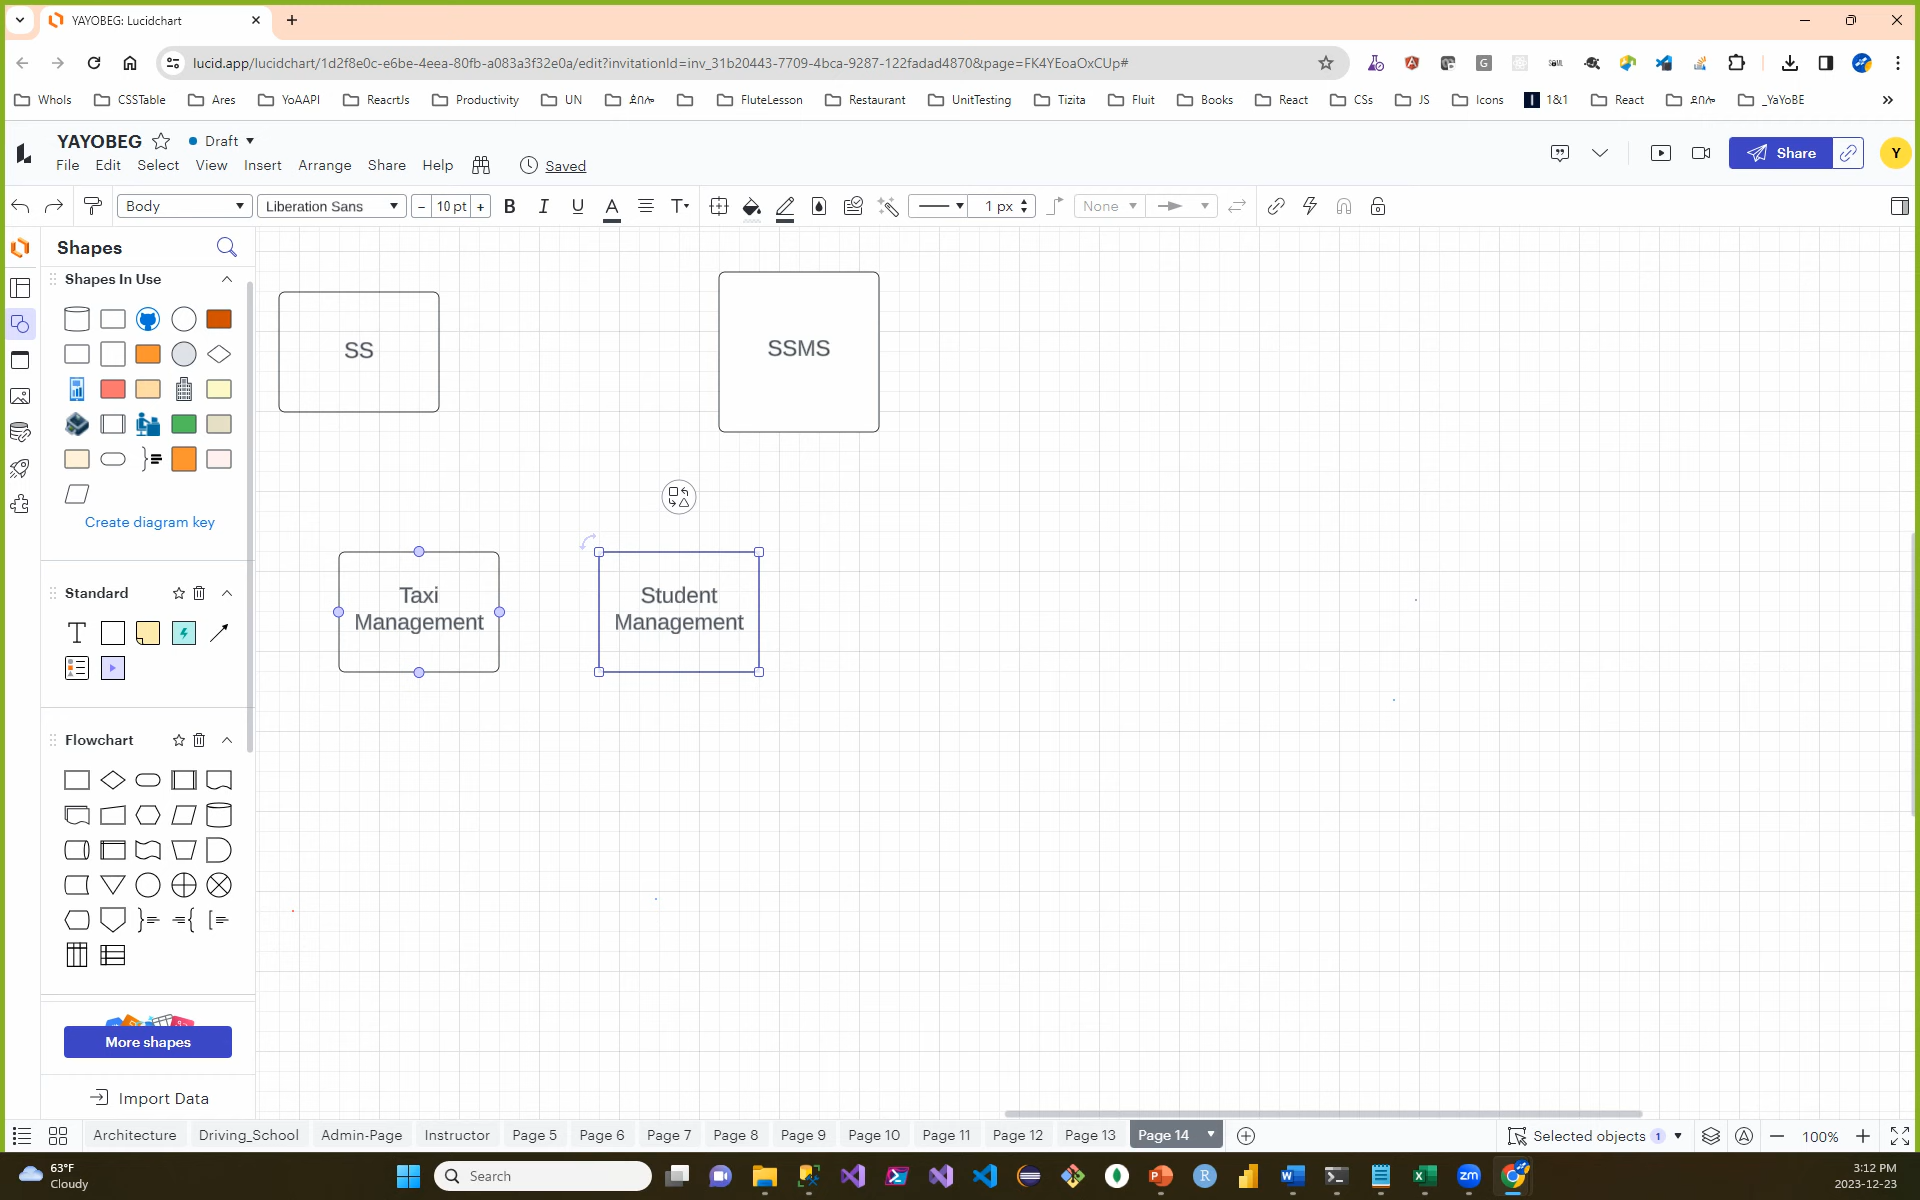 YAYOBEG: Lucidchart
lucid.app/lucidchart/1d2f8e0c-e6be-4eea-80fb-a083a3f32e0a/edit?invitationId=inv_31b20443-7709-4bca-9287-122fadad4870&page=FK4YEoaOxCUp#
WhoIs CSSTable Ares YoAAPI ReacrtJs Productivity UN FluteLesson Restaurant UnitTesting Tizita Fluit Books React CSs JS Icons 1&1 React _YaYoBE
YAYOBEG Draft
File Edit Select View Insert Arrange Share Help Saved
Share Y
Body Liberation Sans 10 pt B I U A T 1 px None
Shapes
Shapes In Use
Create diagram key
Standard
T
Flowchart
More shapes
Import Data
SS
SSMS
Taxi
Management
Student
Management
Architecture Driving_School Admin-Page Instructor Page 5 Page 6 Page 7 Page 8 Page 9 Page 10 Page 11 Page 12 Page 13 Page 14 Selected objects 1 100%
63°F
Cloudy
Search
3:12 PM
2023-12-23